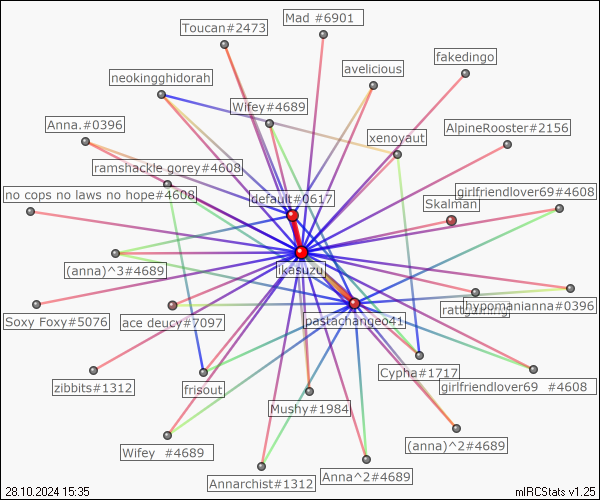 Mad #6901
Toucan#2473
fakedingo
avelicious
neokingghidorah
Wifey#4689
Anna.#0396
AlpineRooster#2156
xenoyaut
ramshackle gorey#4608
no cops no laws no hope#4608
girlfriendlover69#4608
default#0617
Skalman
(anna)^3#4689
ikasuzu
hypomanianna#0396
Soxy Foxy#5076
ace deucy#7097
pastachangeo41
Cypha#1717
zibbits#1312
frisout
girlfriendlover69 #4608
Mushy#1984
(anna)^2#4689
Wifey #4689
Anna^2#4689
Annarchist#1312
28.10.2024 15:35
mIRCStats v1.25